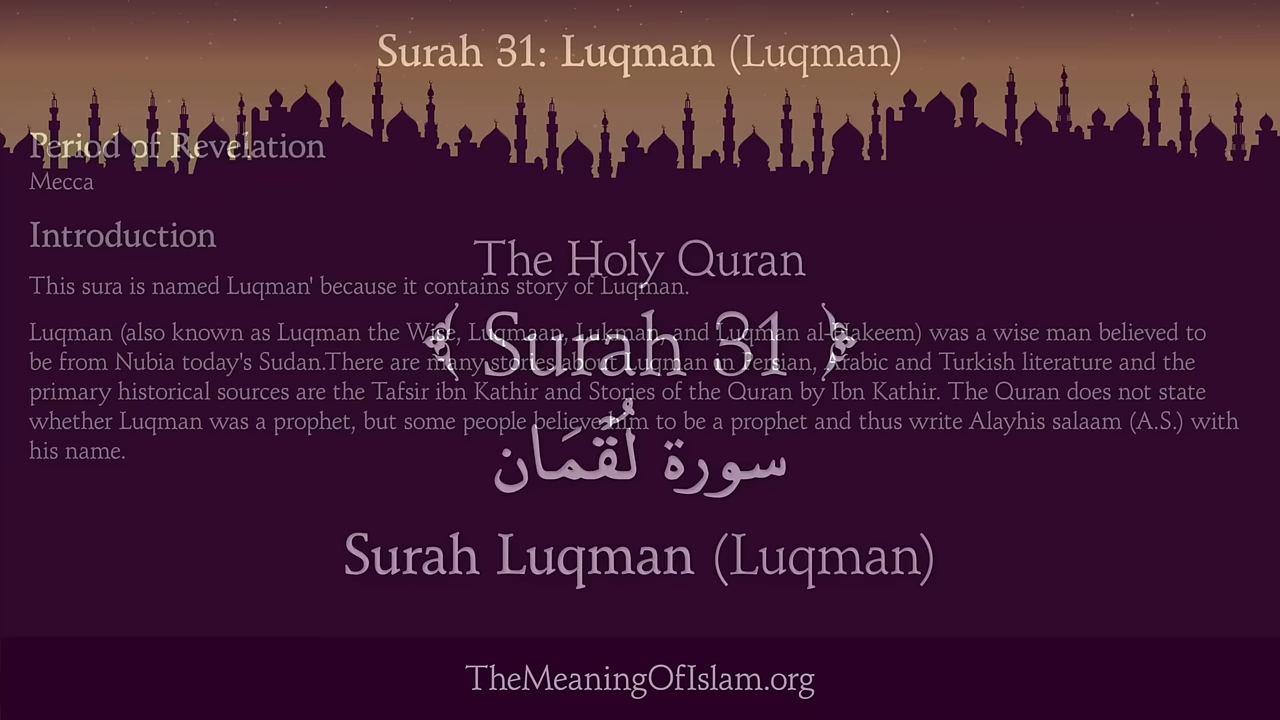 Surah 31: Luqman (Luqman)
Period of Revelation
Mecca
Introduction
The Holy Quran
This sura is named Luqman' because it contains story of Luqman.
Luqman (also known as Luqman the Wise, Luqmaan, Lukman, and Luqman al-Hakeem) was a wise man believed to
Surah 31
be from Nubia today's Sudan.There are many stories about Luqman in Persian, Arabic and Turkish literature and the
primary historical sources are the Tafsir ibn Kathir and Stories of the Quran by Ibn Kathir. The Quran does not state
whether Luqman was a prophet, but some people believe him to be a prophet and thus write Alayhis salaam (A.S.) with
his name.
سورة لُقْمَان
Surah Luqman (Luqman)
TheMeaningOfIslam.org